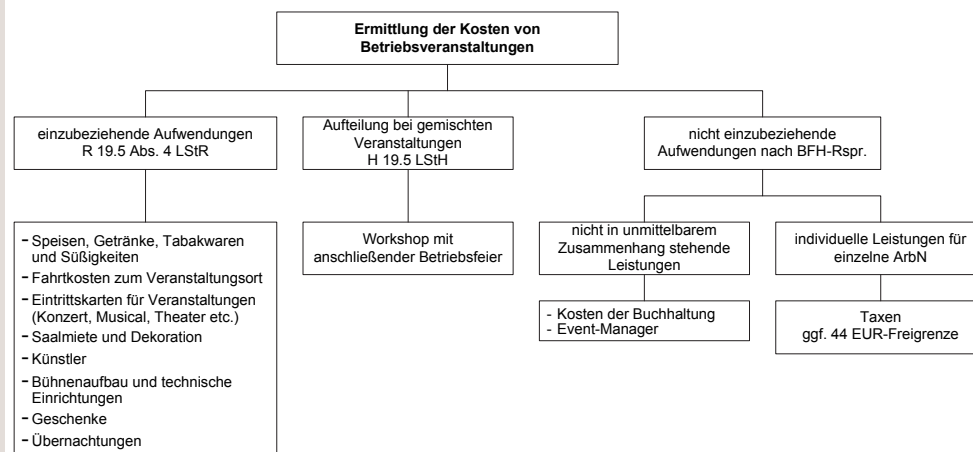 Ermittlung der Kosten von
Betriebsveranstaltungen
einzubeziehende Aufwendungen
R 19.5 Abs. 4 LStR
Aufteilung bei gemischten
Veranstaltungen
H 19.5 LStH
nicht einzubeziehende
Aufwendungen nach BFH-Rspr.
- Speisen, Getränke, Tabakwaren
und Süßigkeiten
- Fahrtkosten zum Veranstaltungsort
- Eintrittskarten für Veranstaltungen
(Konzert, Musical, Theater etc.)
- Saalmiete und Dekoration
- Künstler
- Bühnenaufbau und technische
Einrichtungen
- Geschenke
- Übernachtungen
Workshop mit
anschließender Betriebsfeier
nicht in unmittelbarem
Zusammenhang stehende
Leistungen
individuelle Leistungen für
einzelne ArbN
- Kosten der Buchhaltung
- Event-Manager
Taxen
ggf. 44 EUR-Freigrenze